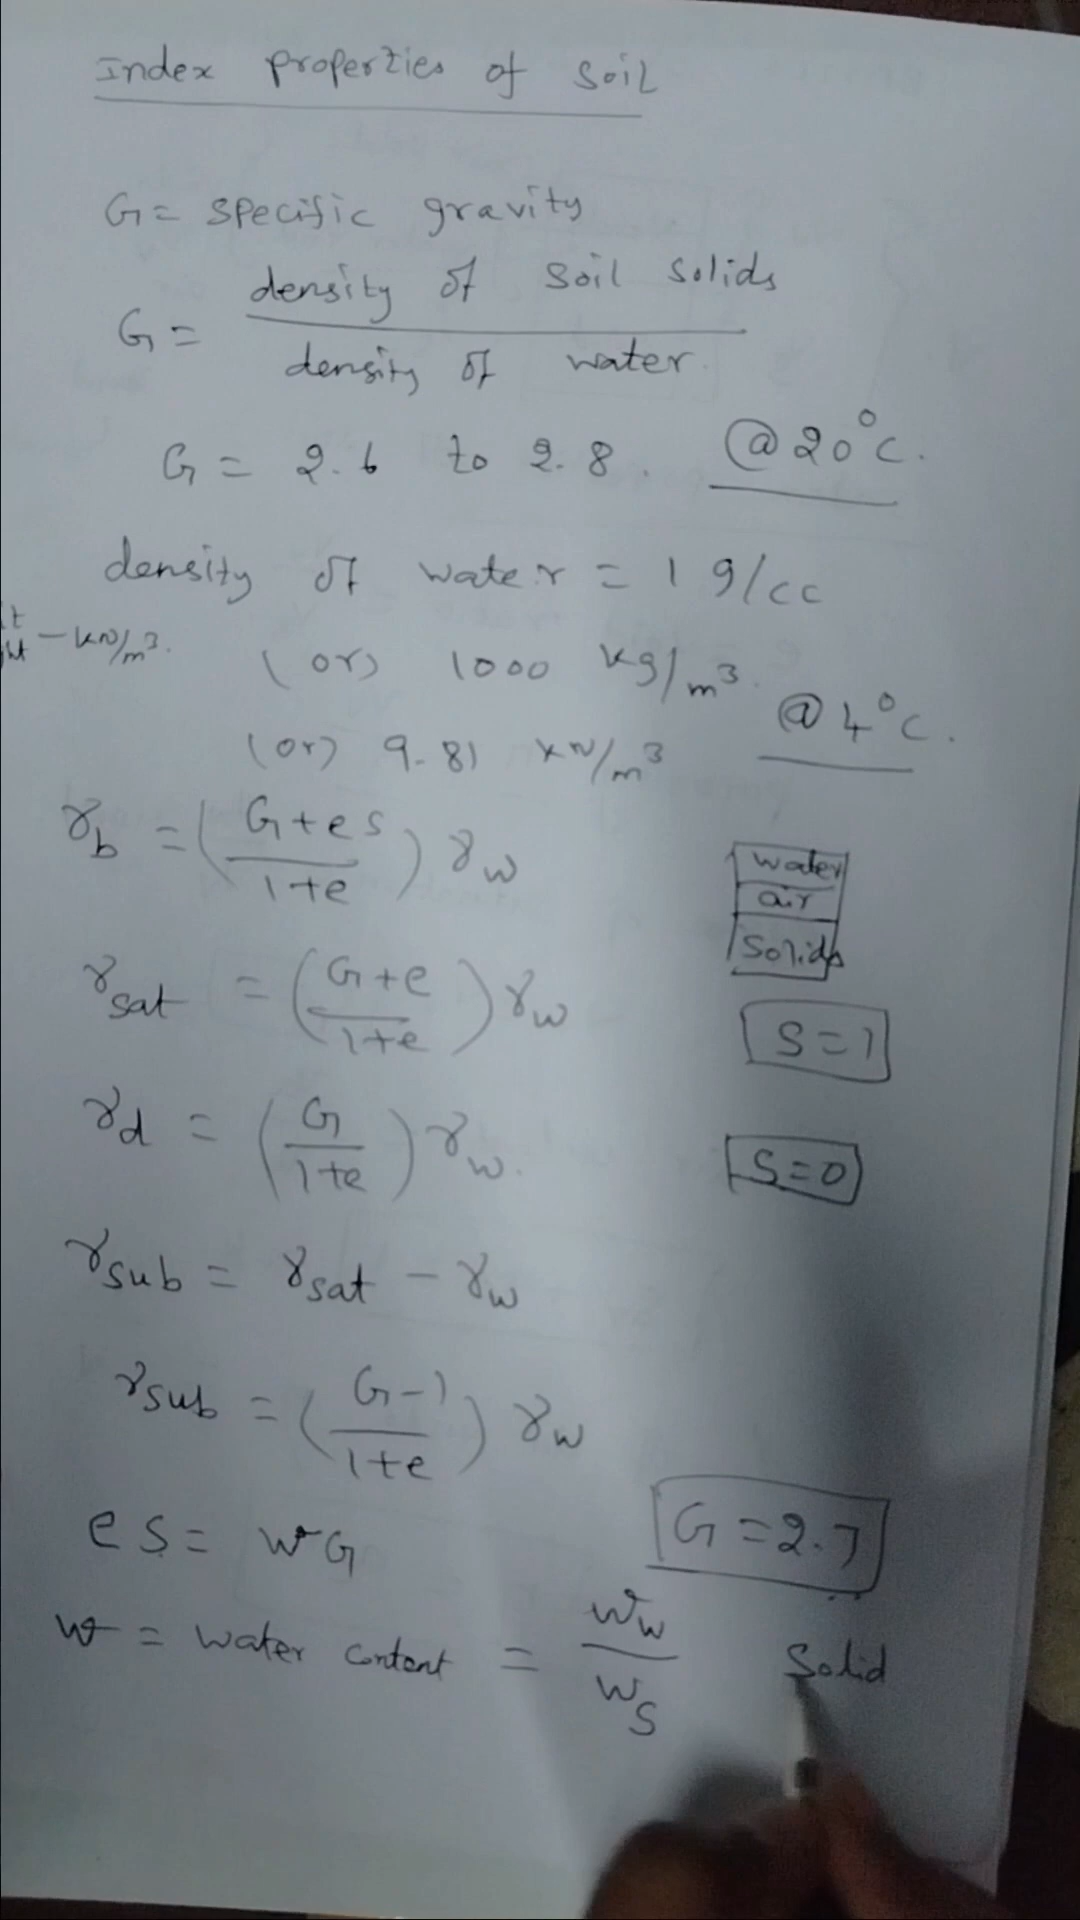 Index properties of soil
G = specific gravity
G = density of soil solids / density of water
G = 2.6 to 2.8. @ 20°c.
density of water = 1 g/cc
- kN/m³.
(or) 1000 kg/m³.
@ 4°c.
(or) 9.81 kN/m³
γb = (G+es / 1+e) γw
water
air
Solids
γsat = (G+e / 1+e) γw
S=1
γd = (G / 1+e) γw.
S=0
γsub = γsat - γw
γsub = (G-1 / 1+e) γw
es = wG
G = 2.7
w = water content = Ww / Ws
Solid